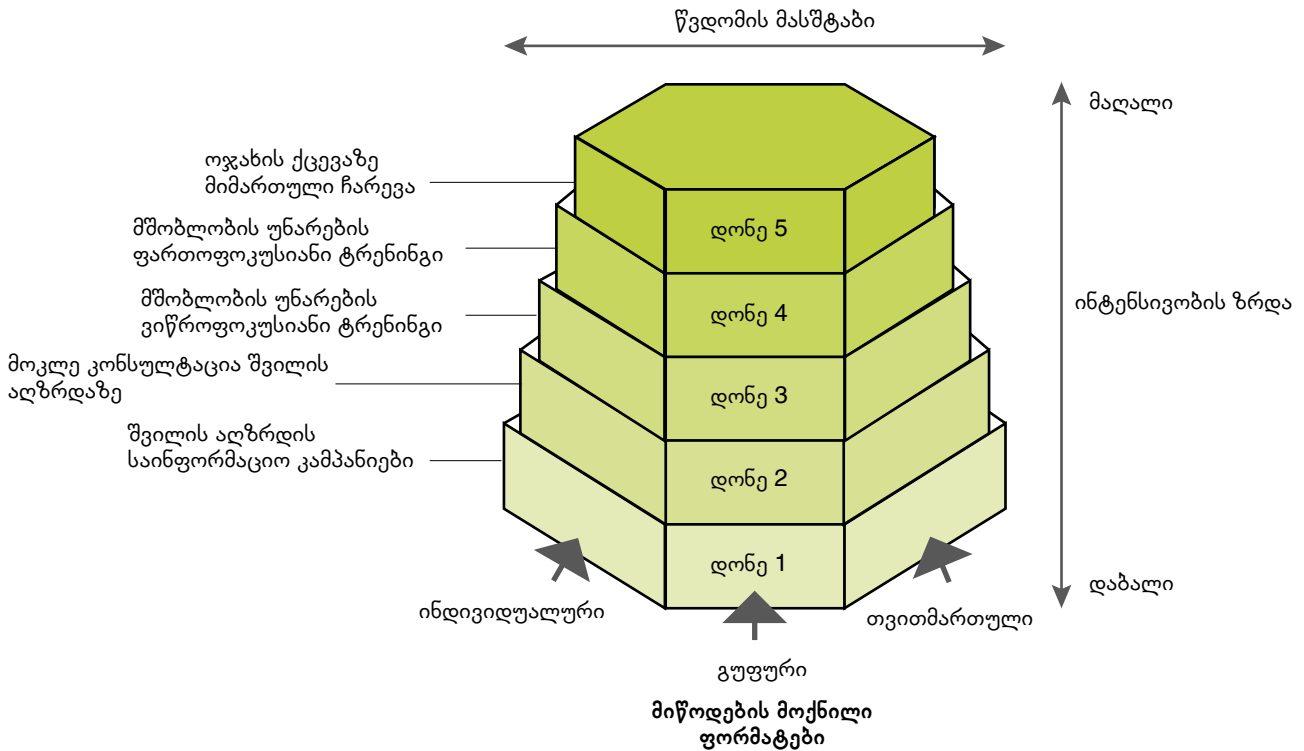 წვდომის მასშტაბი
მაღალი
ოჯახის ქცევაზე
მიმართული ჩარევა
დონე 5
მშობლობის უნარების
ფართოფოკუსიანი ტრენინგი
დონე 4
მშობლობის უნარების
ვიწროფოკუსიანი ტრენინგი
ინტენსივობის ზრდა
დონე 3
მოკლე კონსულტაცია შვილის
აღზრდაზე
დონე 2
შვილის აღზრდის
საინფორმაციო კამპანიები
დონე 1
დაბალი
ინდივიდუალური
თვითმართული
გუფური
მიწოდების მოქნილი
ფორმატები